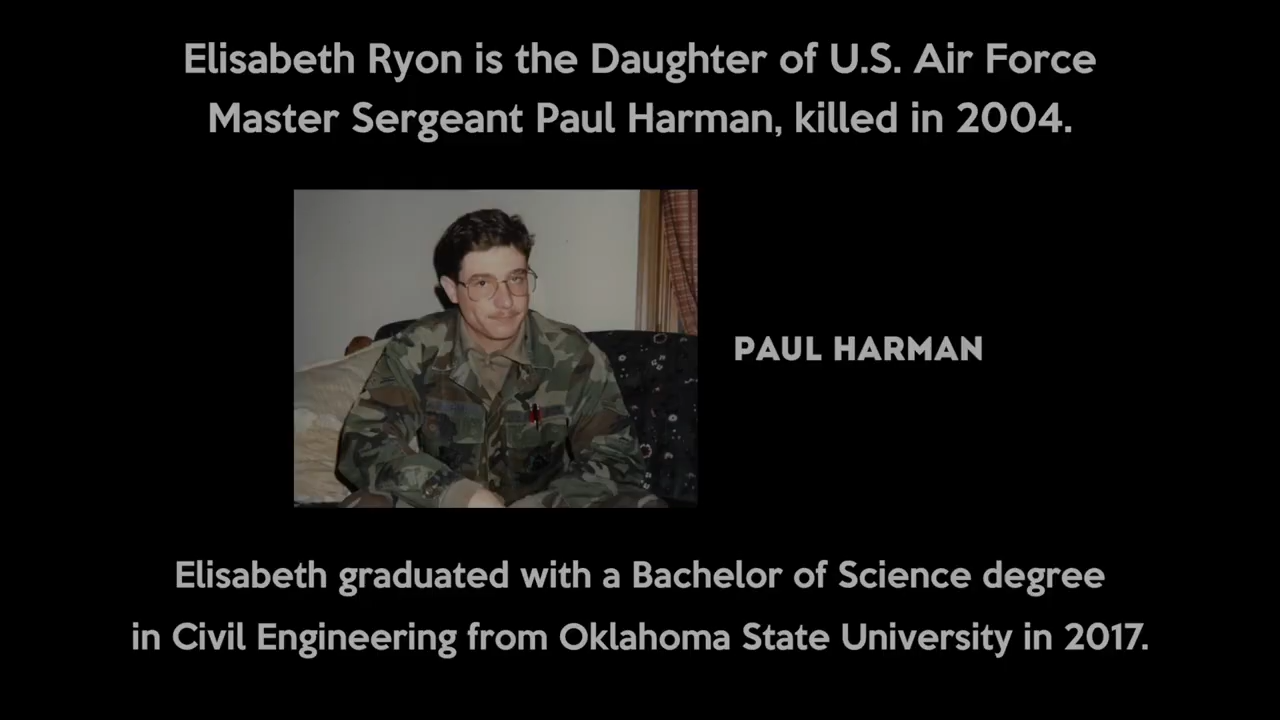 Elisabeth Ryon is the Daughter of U.S. Air Force
Master Sergeant Paul Harman, killed in 2004.
PAUL HARMAN
Elisabeth graduated with a Bachelor of Science degree
in Civil Engineering from Oklahoma State University in 2017.